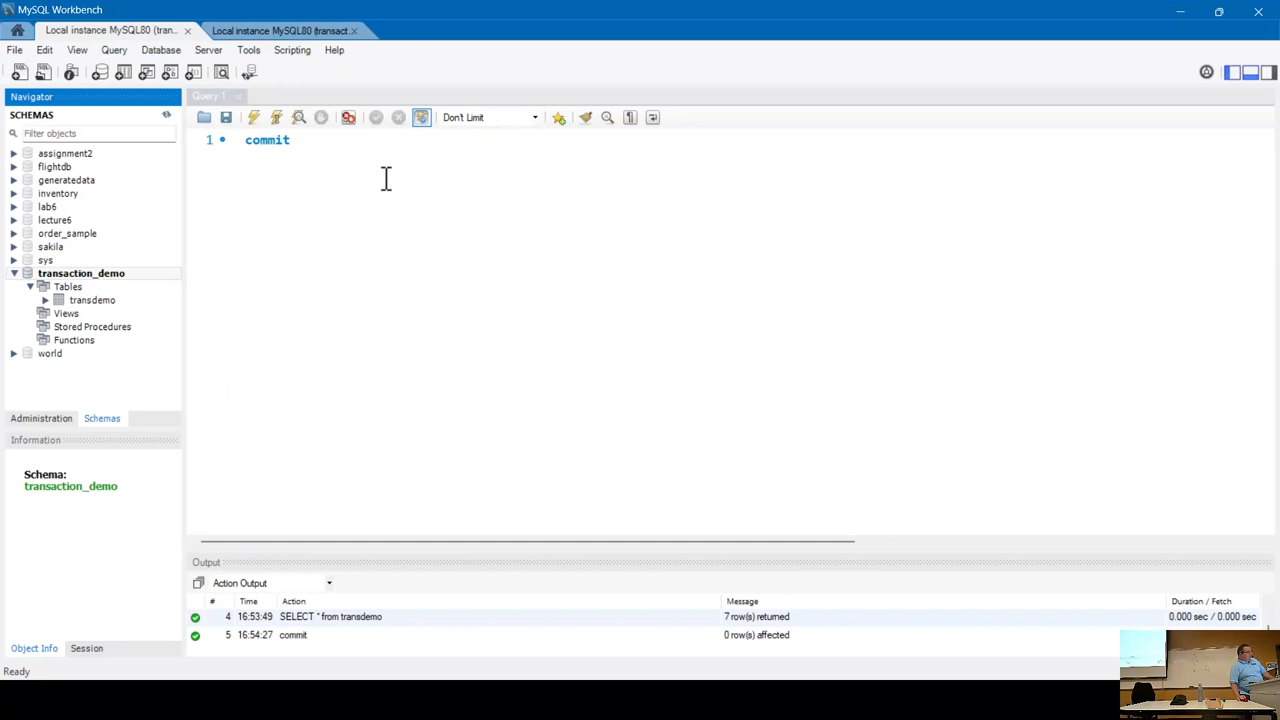 MySQL Workbench
Local instance MySQL80 (tran...
Local instance MySQL80 (transact...
File Edit View Query Database Server Tools Scripting Help
Navigator
SCHEMAS
Filter objects
assignment2
flightdb
generatedata
inventory
lab6
lecture6
order_sample
sakila
sys
transaction_demo
Tables
transdemo
Views
Stored Procedures
Functions
world
Administration Schemas
Information
Schema:
transaction_demo
Object Info Session
Ready
Query 1
Don't Limit
1 commit
Output
Action Output
# Time Action Message Duration / Fetch
4 16:53:49 SELECT * from transdemo 7 row(s) returned 0.000 sec / 0.000 sec
5 16:54:27 commit 0 row(s) affected